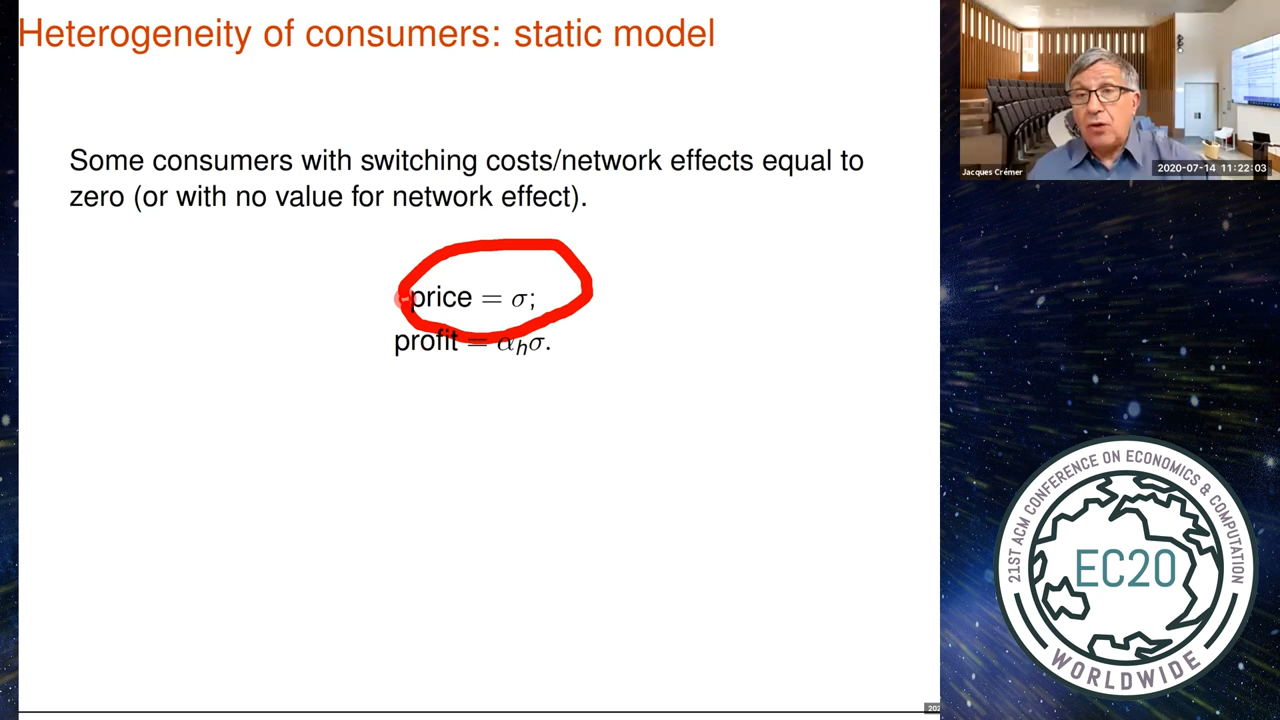 Heterogeneity of consumers: static model
Some consumers with switching costs/network effects equal to
zero (or with no value for network effect).
price = σ;
profit = αₕσ.
Jacques Crémer
2020-07-14 11:22:03
21ST ACM CONFERENCE ON ECONOMICS & COMPUTATION
EC20
WORLDWIDE
202